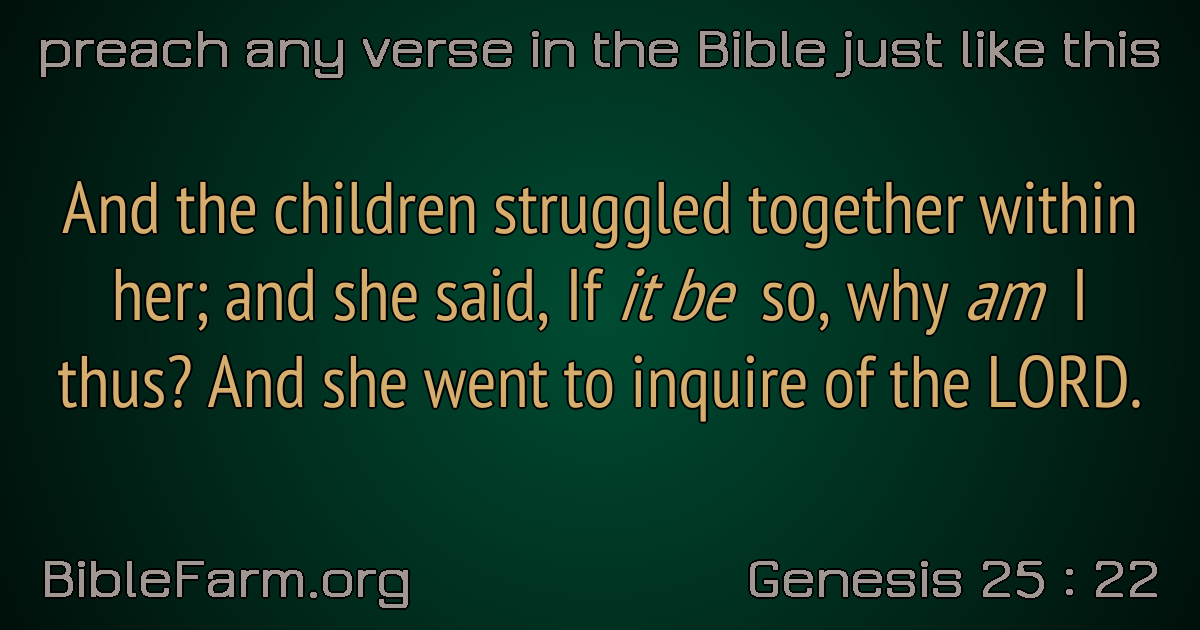 preach any verse in the Bible just like this
And the children struggled together within
her; and she said, If it be so, why am I
thus? And she went to inquire of the LORD.
BibleFarm.org
Genesis 25 : 22